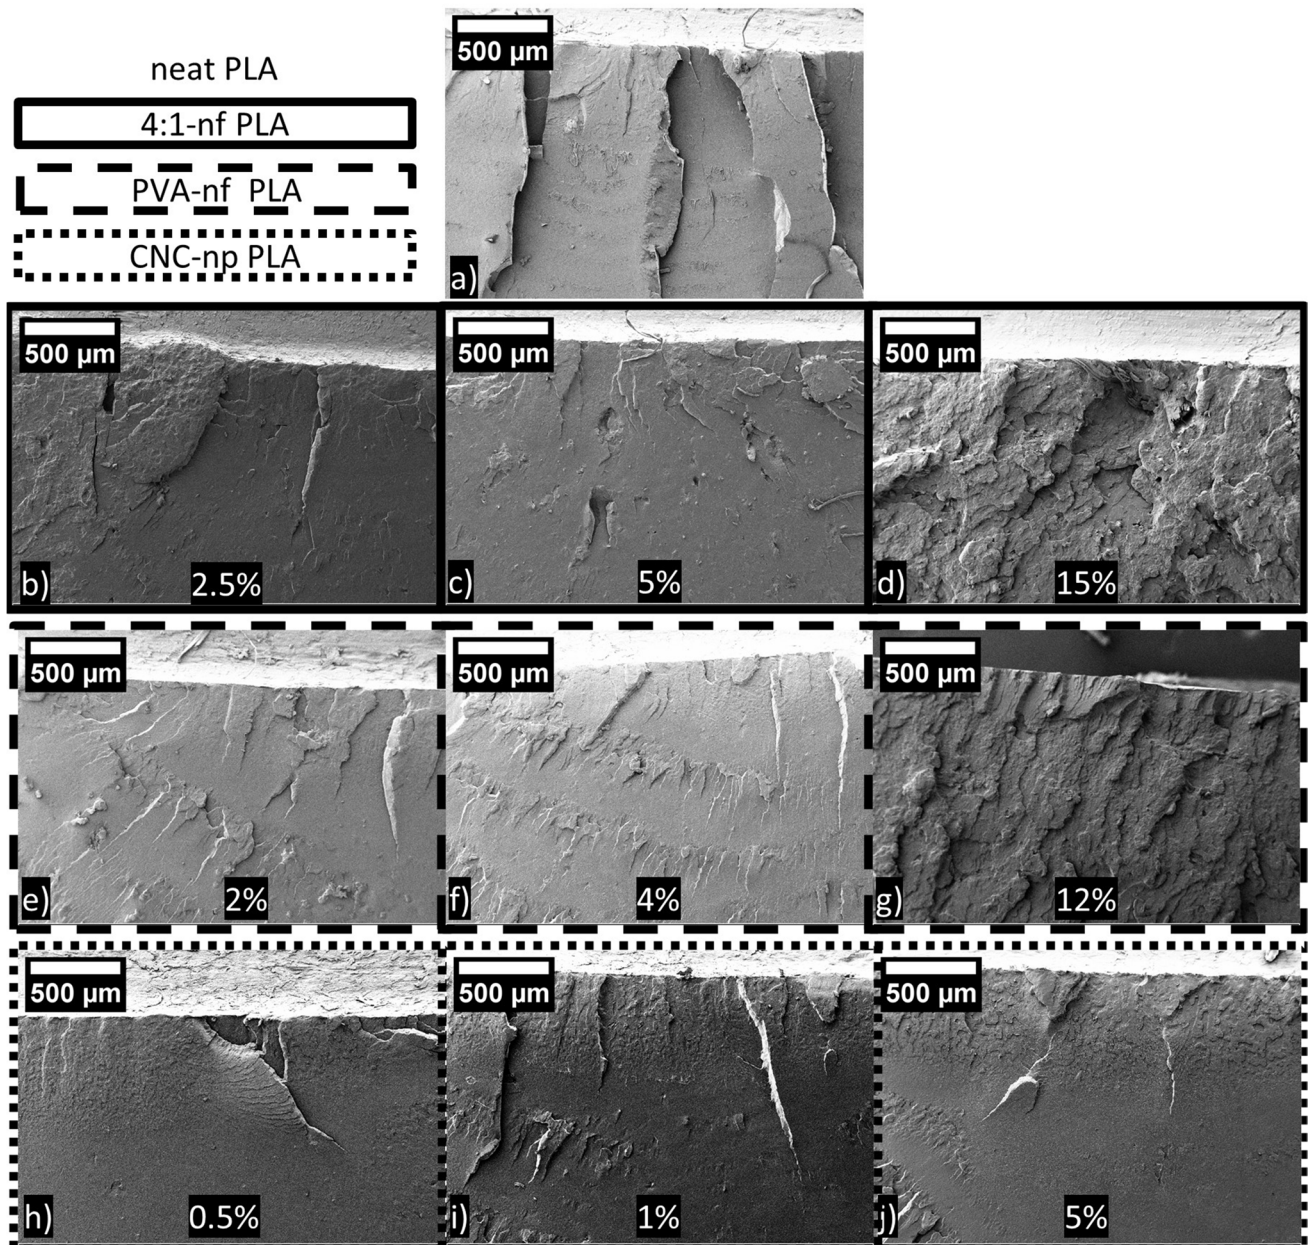 neat PLA
4:1-nf PLA
PVA-nf PLA
CNC-np PLA
500 µm
a)
500 µm
b)
2.5%
500 µm
c)
5%
500 µm
d)
15%
500 µm
e)
2%
500 µm
f)
4%
500 µm
g)
12%
500 µm
h)
0.5%
500 µm
i)
1%
500 µm
j)
5%